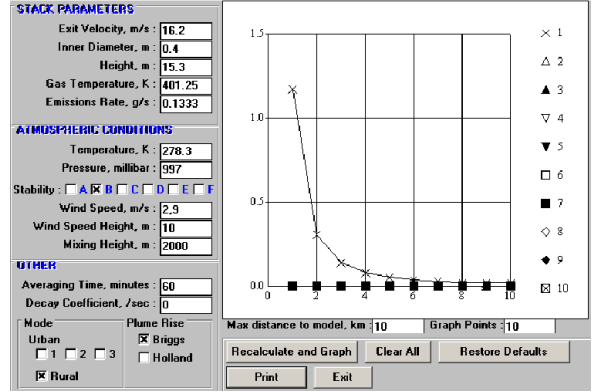 STACK PARAMETERS
Exit Velocity, m/s : 16.2
Inner Diameter, m : 0.4
Height, m : 15.3
Gas Temperature, K : 401.25
Emissions Rate, g/s : 0.1333
ATMOSPHERIC CONDITIONS
Temperature, K : 278.3
Pressure, millibar : 997
Stability : A B C D E F
Wind Speed, m/s : 2,9
Wind Speed Height, m : 10
Mixing Height, m : 2000
OTHER
Averaging Time, minutes : 60
Decay Coefficient, /sec : 0
Mode
Urban
1 2 3
Rural
Plume Rise
Briggs
Holland
1.5
1.0
0.5
0.0
0 2 4 6 8 10
1
2
3
4
5
6
7
8
9
10
Max distance to model, km : 10 Graph Points : 10
Recalculate and Graph Clear All Restore Defaults
Print Exit